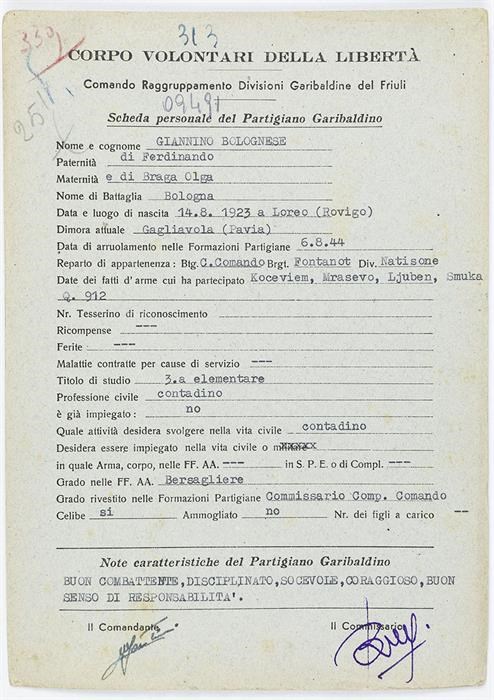 339
313
CORPO VOLONTARI DELLA LIBERTÀ
251
Comando Raggruppamento Divisioni Garibaldine del Friuli
09491
Scheda personale del Partigiano Garibaldino
Nome e cognome GIANNINO BOLOGNESE
Paternità di Ferdinando
Maternità e di Braga Olga
Nome di Battaglia Bologna
Data e luogo di nascita 14.8. 1923 a Loreo (Rovigo)
Dimora attuale Gagliavola (Pavia)
Data di arruolamento nelle Formazioni Partigiane 6.8.44
Reparto di appartenenza: Btg. C.Comando Brgt. Fontanot Div. Natisone
Date dei fatti d'arme cui ha partecipato Koceviem, Mrasevo, Ljuben, Smuka
Q. 912
Nr. Tesserino di riconoscimento
Ricompense ---
Ferite ---
Malattie contratte per cause di servizio ---
Titolo di studio 3.a elementare
Professione civile contadino
è già impiegato: no
Quale attività desidera svolgere nella vita civile contadino
Desidera essere impiegato nella vita civile o xxxxxx
in quale Arma, corpo, nelle FF. AA. --- in S. P. E. o di Compl. ---
Grado nelle FF. AA. Bersagliere
Grado rivestito nelle Formazioni Partigiane Commissario Comp. Comando
Celibe si Ammogliato no Nr. dei figli a carico --
Note caratteristiche del Partigiano Garibaldino
BUON COMBATTENTE,DISCIPLINATO,SOCEVOLE,CORAGGIOSO,BUON
SENSO DI RESPONSABILITA'.
Il Comandante Il Commissario